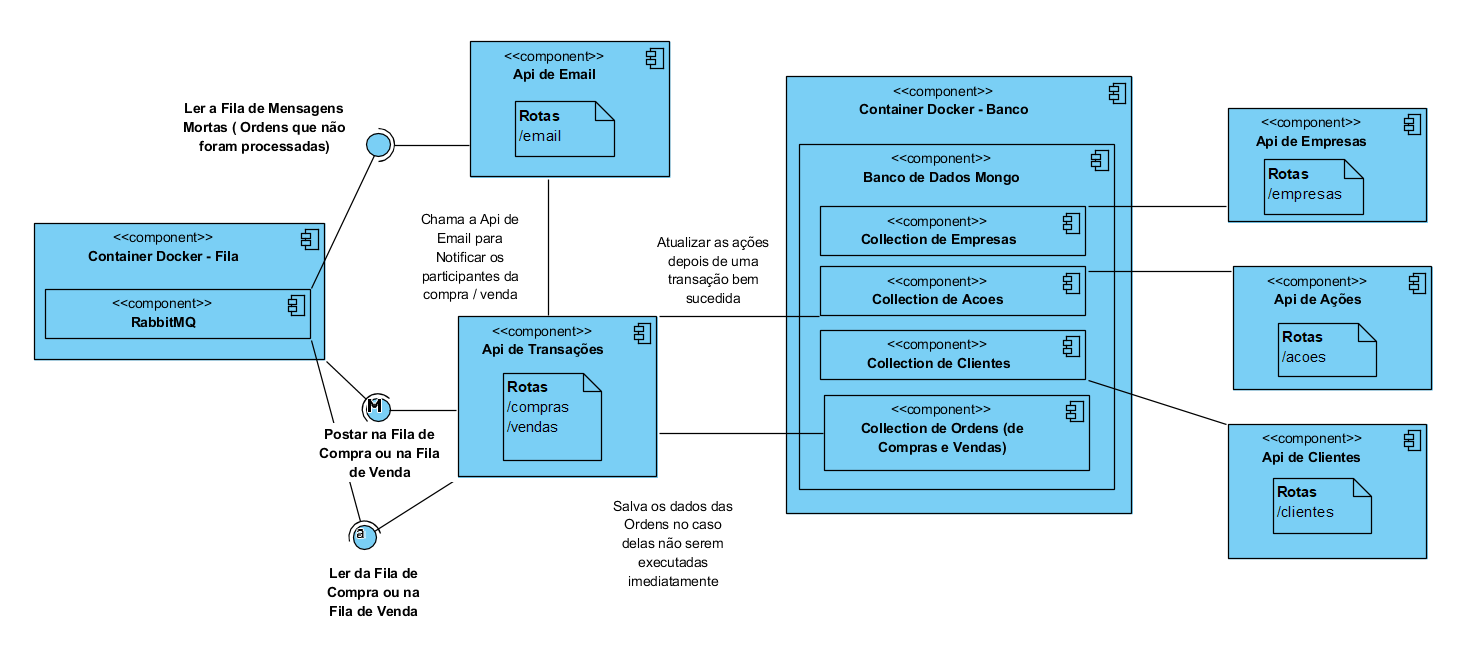 <<component>>
Api de Email
Rotas
/email
Ler a Fila de Mensagens
Mortas ( Ordens que não
foram processadas)
<<component>>
Container Docker - Fila
<<component>>
RabbitMQ
Chama a Api de
Email para
Notificar os
participantes da
compra / venda
<<component>>
Api de Transações
Rotas
/compras
/vendas
M
Postar na Fila de
Compra ou na Fila
de Venda
a
Ler da Fila de
Compra ou na
Fila de Venda
Atualizar as ações
depois de uma
transação bem
sucedida
Salva os dados das
Ordens no caso
delas não serem
executadas
imediatamente
<<component>>
Container Docker - Banco
<<component>>
Banco de Dados Mongo
<<component>>
Collection de Empresas
<<component>>
Collection de Acoes
<<component>>
Collection de Clientes
<<component>>
Collection de Ordens (de
Compras e Vendas)
<<component>>
Api de Empresas
Rotas
/empresas
<<component>>
Api de Ações
Rotas
/acoes
<<component>>
Api de Clientes
Rotas
/clientes